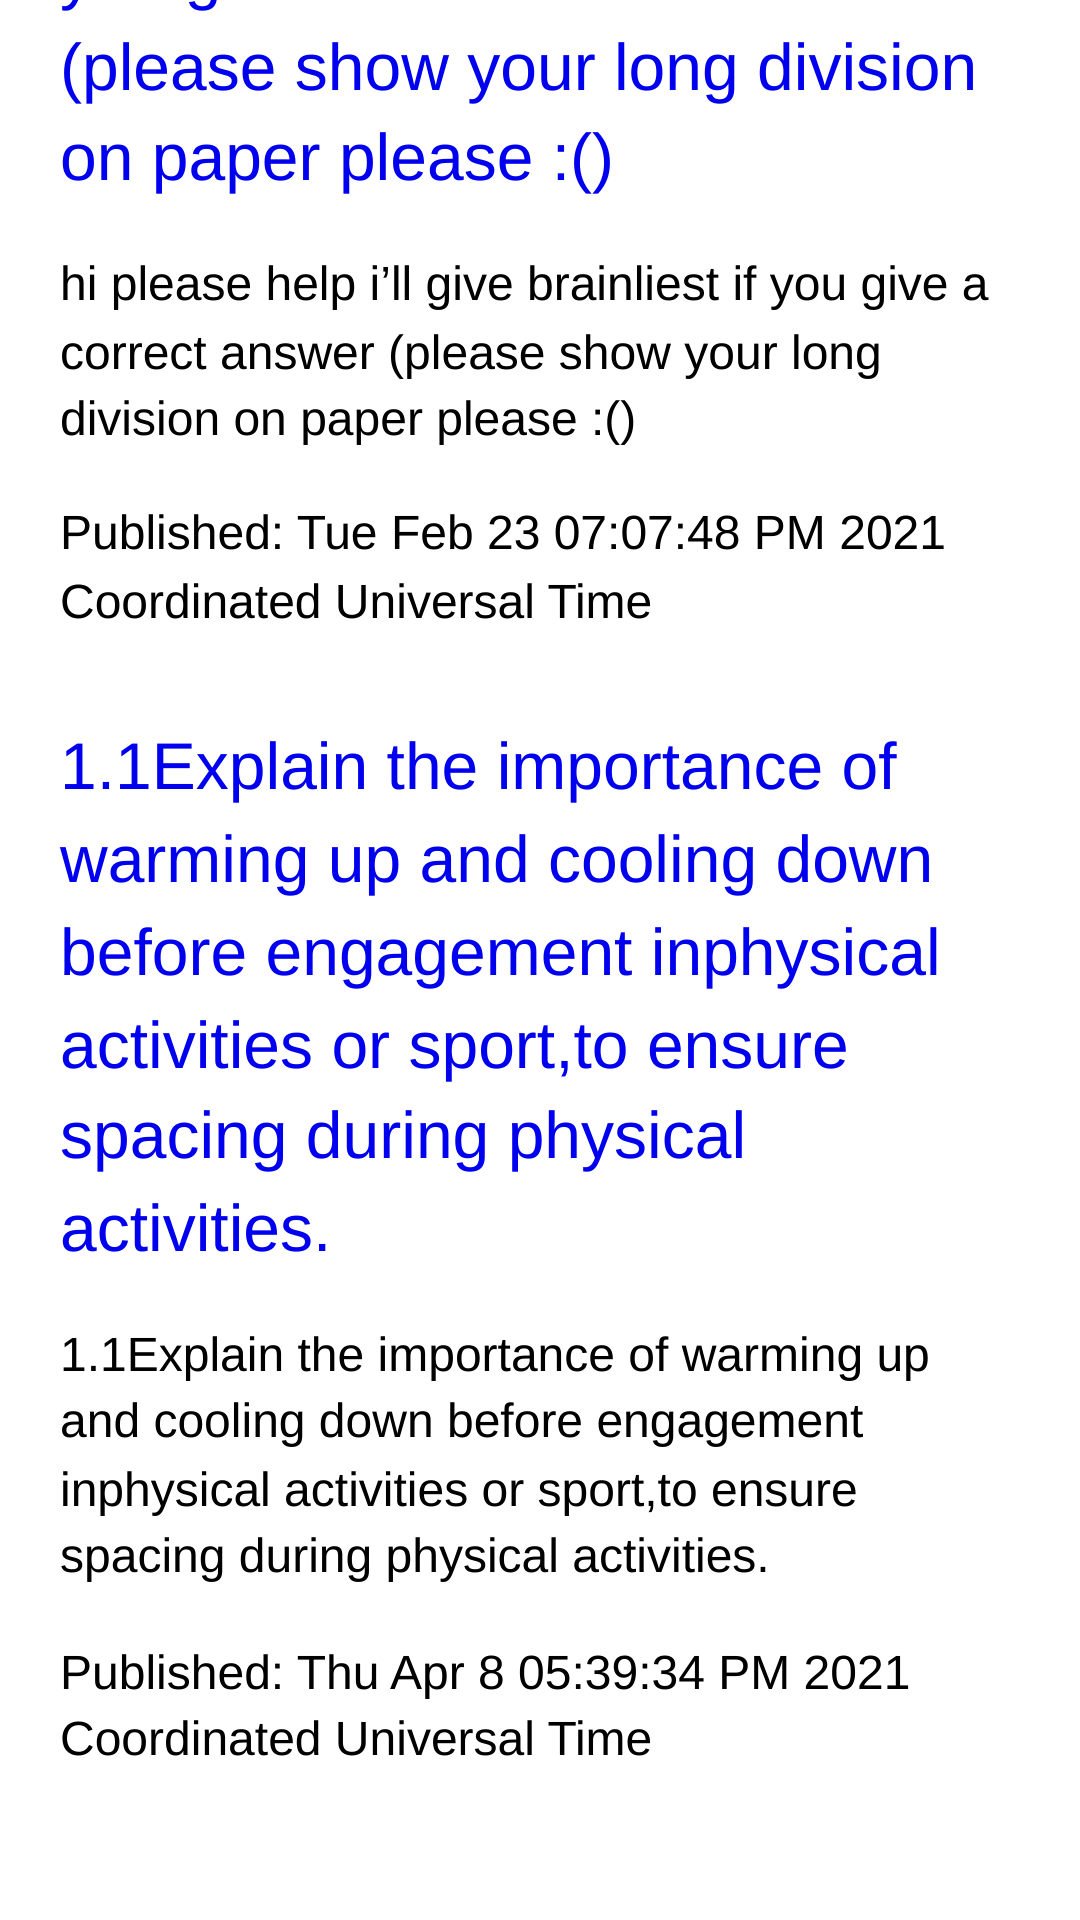 (please show your long division
on paper please :()
hi please help i’ll give brainliest if you give a
correct answer (please show your long
division on paper please :()
Published: Tue Feb 23 07:07:48 PM 2021
Coordinated Universal Time
1.1Explain the importance of
warming up and cooling down
before engagement inphysical
activities or sport,to ensure
spacing during physical
activities.
1.1Explain the importance of warming up
and cooling down before engagement
inphysical activities or sport,to ensure
spacing during physical activities.
Published: Thu Apr 8 05:39:34 PM 2021
Coordinated Universal Time